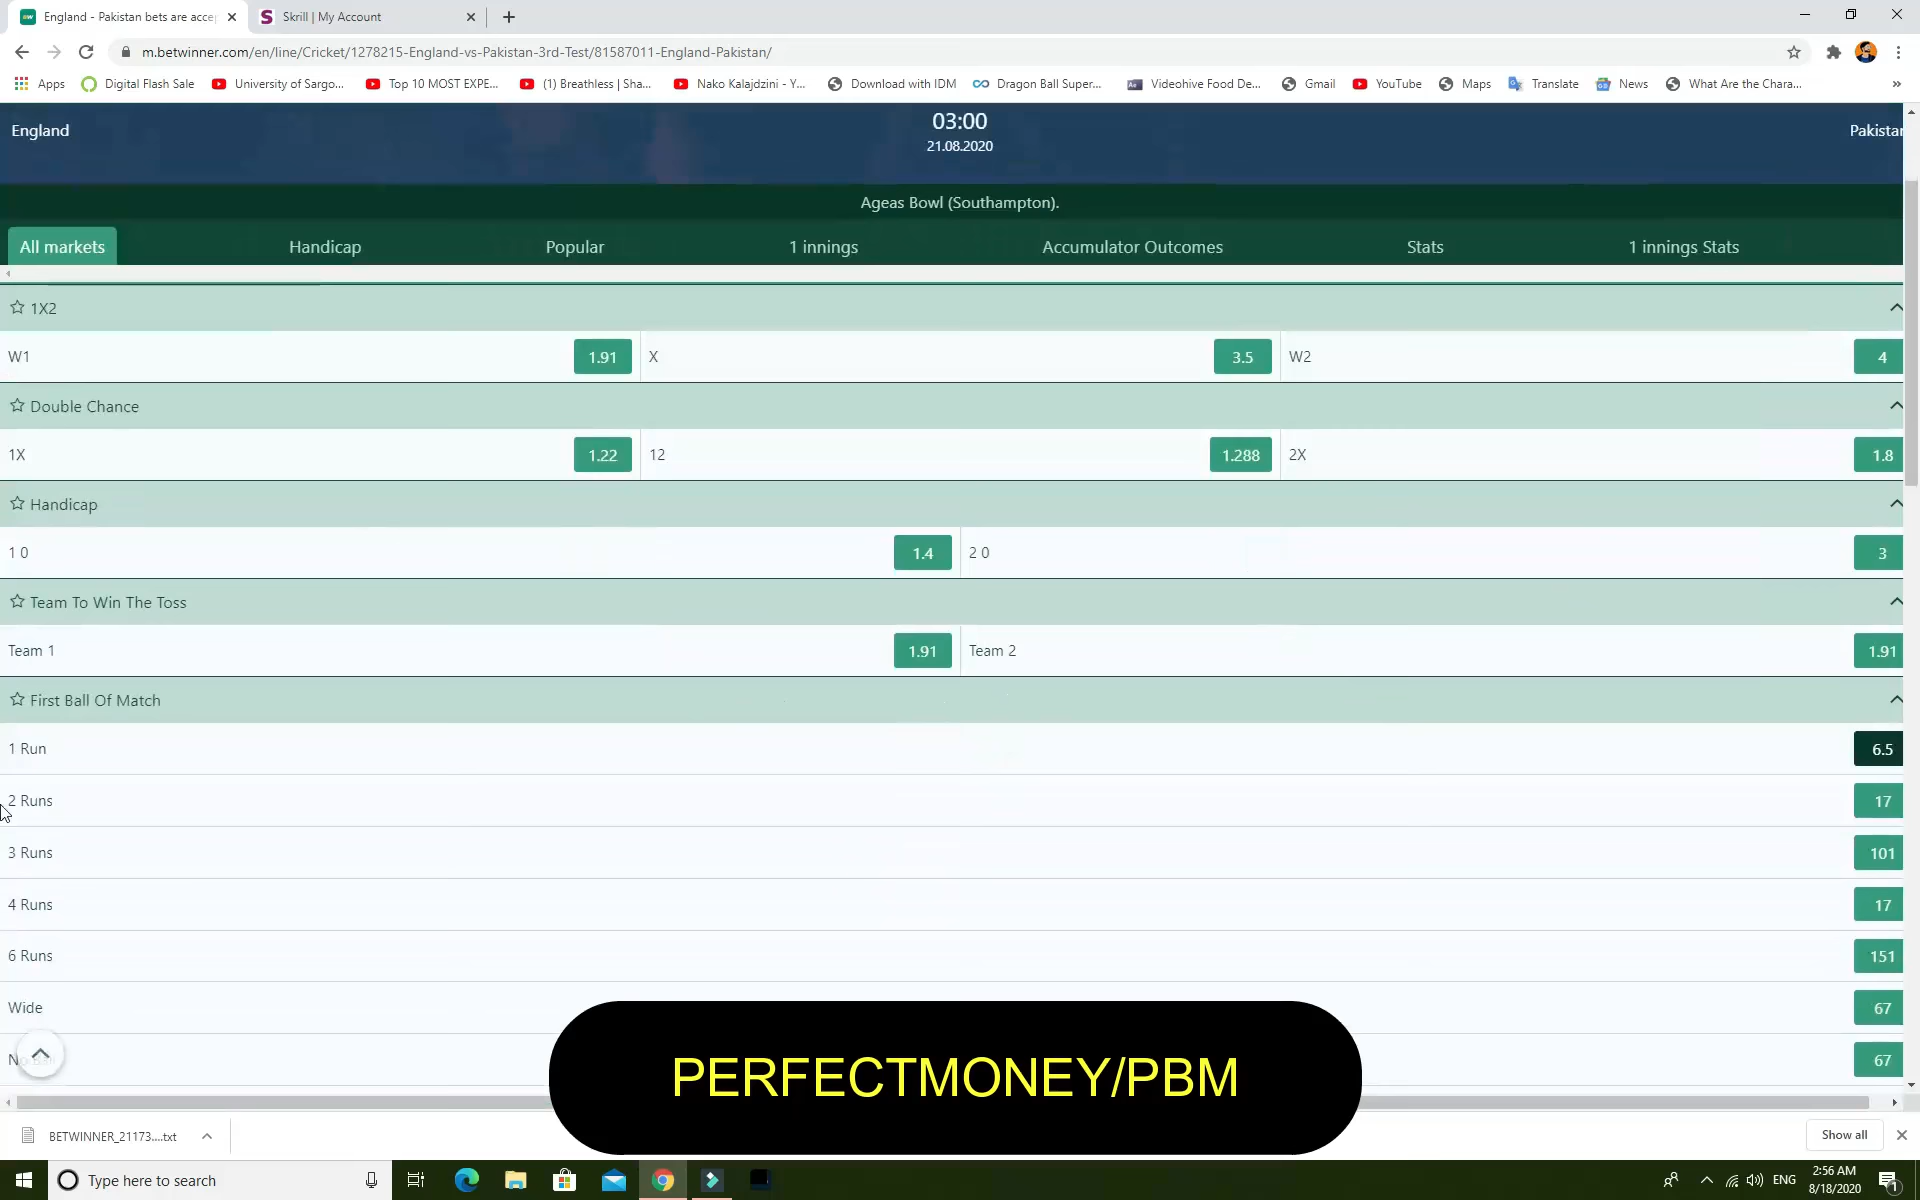 England - Pakistan bets are acce
Skrill | My Account
m.betwinner.com/en/line/Cricket/1278215-England-vs-Pakistan-3rd-Test/81587011-England-Pakistan/
Apps
Digital Flash Sale
University of Sargo...
Top 10 MOST EXPE...
(1) Breathless | Sha...
Nako Kalajdzini - Y...
Download with IDM
Dragon Ball Super...
Videohive Food De...
Gmail
YouTube
Maps
Translate
News
What Are the Chara...
England
03:00
Pakistan
21.08.2020
Ageas Bowl (Southampton).
All markets
Handicap
Popular
1 innings
Accumulator Outcomes
Stats
1 innings Stats
1X2
W1 1.91 X 3.5 W2 4
Double Chance
1X 1.22 12 1.288 2X 1.8
Handicap
1 0 1.4 2 0 3
Team To Win The Toss
Team 1 1.91 Team 2 1.91
First Ball Of Match
1 Run 6.5
2 Runs 17
3 Runs 101
4 Runs 17
6 Runs 151
Wide 67
67
PERFECTMONEY/PBM
BETWINNER_21173....txt
Show all
Type here to search
ENG
2:56 AM
8/18/2020
1